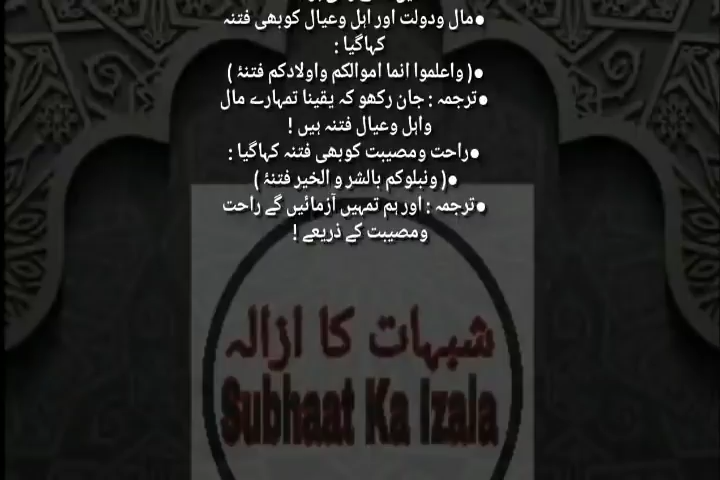 ●مال ودولت اور اہل وعیال کوبھی فتنہ
کہاگیا :
●( واعلموا انما اموالکم واولادکم فتنۂ )
●ترجمہ : جان رکھو کہ یقینا تمہارے مال
واہل وعیال فتنہ ہیں !
●راحت ومصیبت کوبھی فتنہ کہاگیا :
●( ونبلوکم بالشر و الخیر فتنۂ )
●ترجمہ : اور ہم تمہیں آزمائیں گے راحت
ومصیبت کے ذریعے !
شبہات کا ازالہ
Subhaat Ka Izala